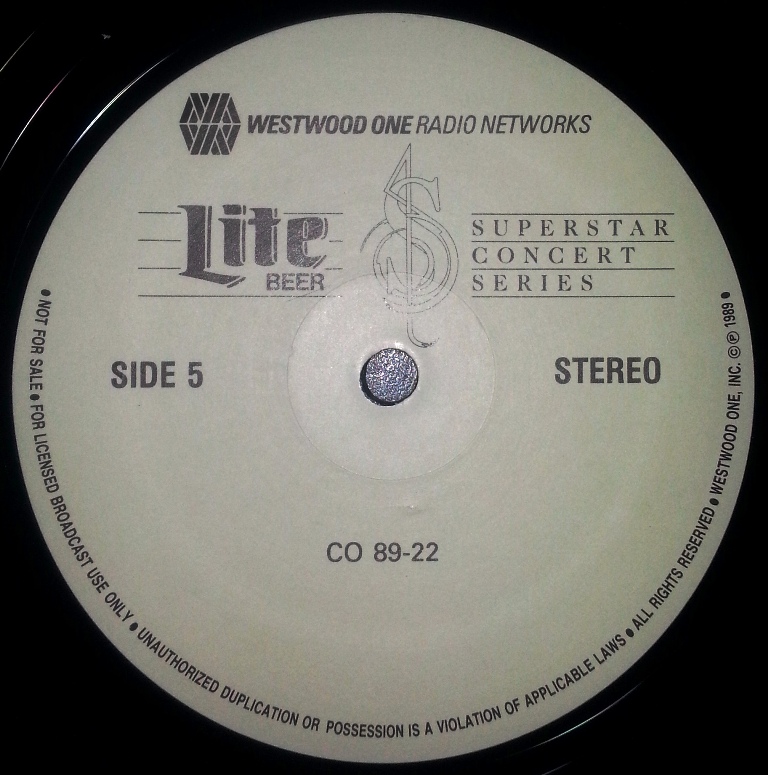 WESTWOOD ONE RADIO NETWORKS
Lite
BEER
SUPERSTAR
CONCERT
SERIES
SIDE 5
STEREO
CO 89-22
● NOT FOR SALE ● FOR LICENSED BROADCAST USE ONLY ● UNAUTHORIZED DUPLICATION OR POSSESSION IS A VIOLATION OF APPLICABLE LAWS ● ALL RIGHTS RESERVED ● WESTWOOD ONE, INC. © ℗ 1989 ●